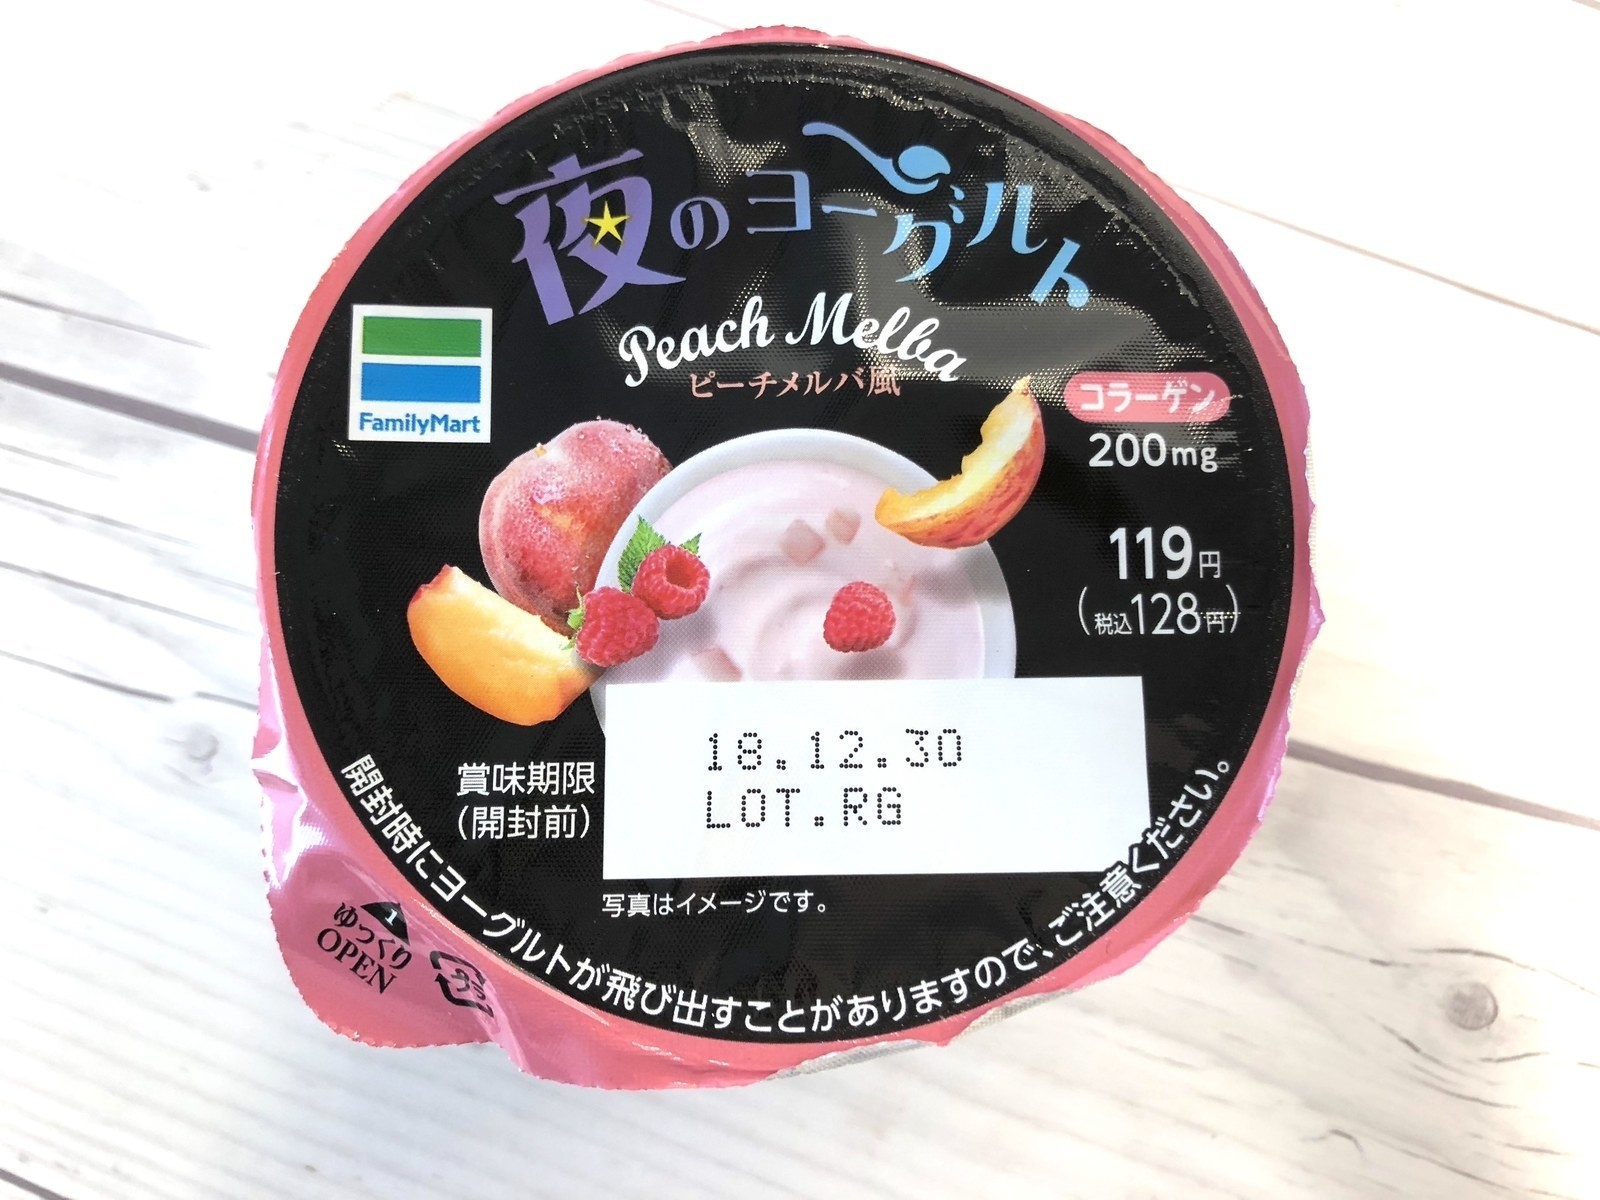 夜のヨーグルト
Peach Melba
ピーチメルバ風
FamilyMart
コラーゲン
200mg
119円
(税込128円)
18.12.30
LOT.RG
賞味期限
(開封前)
写真はイメージです。
開封時にヨーグルトが飛び出すことがありますので、ご注意ください。
1
ゆっくり
OPEN
プラ